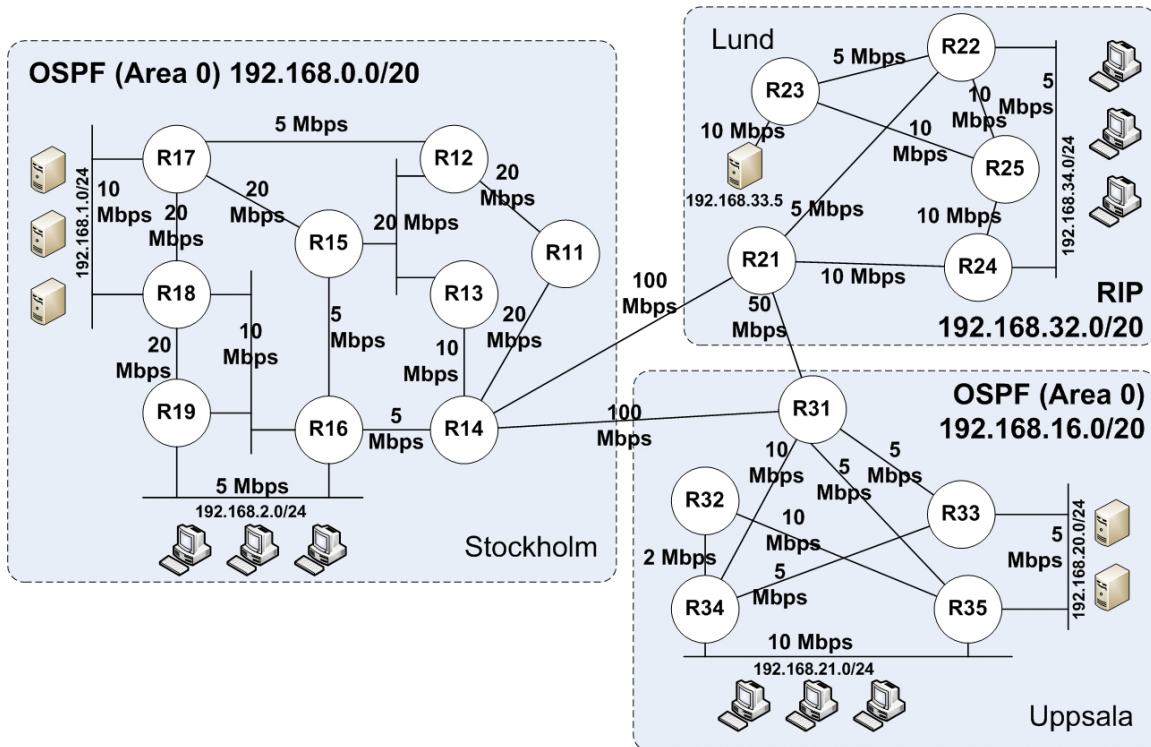 OSPF (Area 0) 192.168.0.0/20
5 Mbps
R17
R12
10
Mbps
192.168.1.0/24
20
Mbps
20
Mbps
20
Mbps
20
Mbps
R15
R11
R18
R13
20
Mbps
10
Mbps
5
Mbps
10
Mbps
20
Mbps
R19
R16
5
Mbps
R14
5 Mbps
192.168.2.0/24
Stockholm
100
Mbps
100
Mbps
50
Mbps
Lund
R22
5 Mbps
R23
10
Mbps
5
Mbps
10 Mbps
10
Mbps
R25
192.168.33.5
192.168.34.0/24
5 Mbps
10 Mbps
R21
R24
10 Mbps
RIP
192.168.32.0/20
OSPF (Area 0)
192.168.16.0/20
R31
10
Mbps
5
Mbps
5
Mbps
R32
R33
10
Mbps
2 Mbps
5
Mbps
5
Mbps
192.168.20.0/24
R34
R35
10 Mbps
192.168.21.0/24
Uppsala